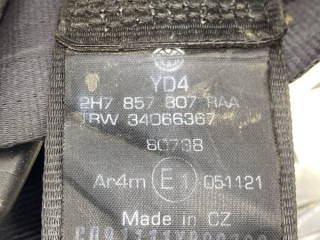 YD4
2H7 857 807 RAA
TRW 34066367
80738
Ar4m E1 051121
Made in CZ